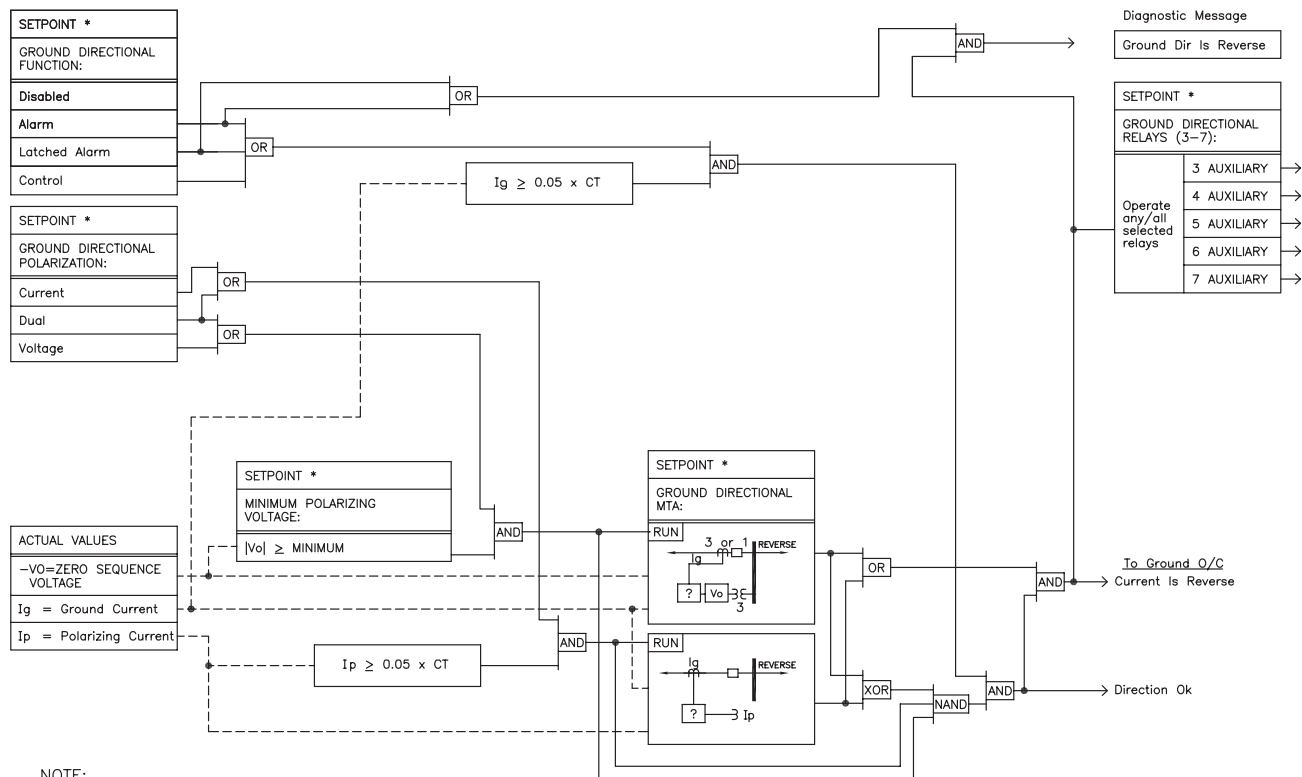 SETPOINT *
GROUND DIRECTIONAL
FUNCTION:
Disabled
Alarm
Latched Alarm
Control
SETPOINT *
GROUND DIRECTIONAL
POLARIZATION:
Current
Dual
Voltage
ACTUAL VALUES
-VO=ZERO SEQUENCE
VOLTAGE
Ig = Ground Current
Ip = Polarizing Current
OR
OR
OR
OR
Ig ≥ 0.05 x CT
AND
AND
SETPOINT *
MINIMUM POLARIZING
VOLTAGE:
|Vo| ≥ MINIMUM
AND
Ip ≥ 0.05 x CT
AND
SETPOINT *
GROUND DIRECTIONAL
MTA:
RUN
3 or 1
REVERSE
Ig
?
Vo
3
RUN
Ig
REVERSE
?
Ip
OR
XOR
NAND
AND
AND
Diagnostic Message
Ground Dir Is Reverse
SETPOINT *
GROUND DIRECTIONAL
RELAYS (3-7):
Operate
any/all
selected
relays
3 AUXILIARY
4 AUXILIARY
5 AUXILIARY
6 AUXILIARY
7 AUXILIARY
To Ground O/C
Current Is Reverse
Direction Ok
NOTE: